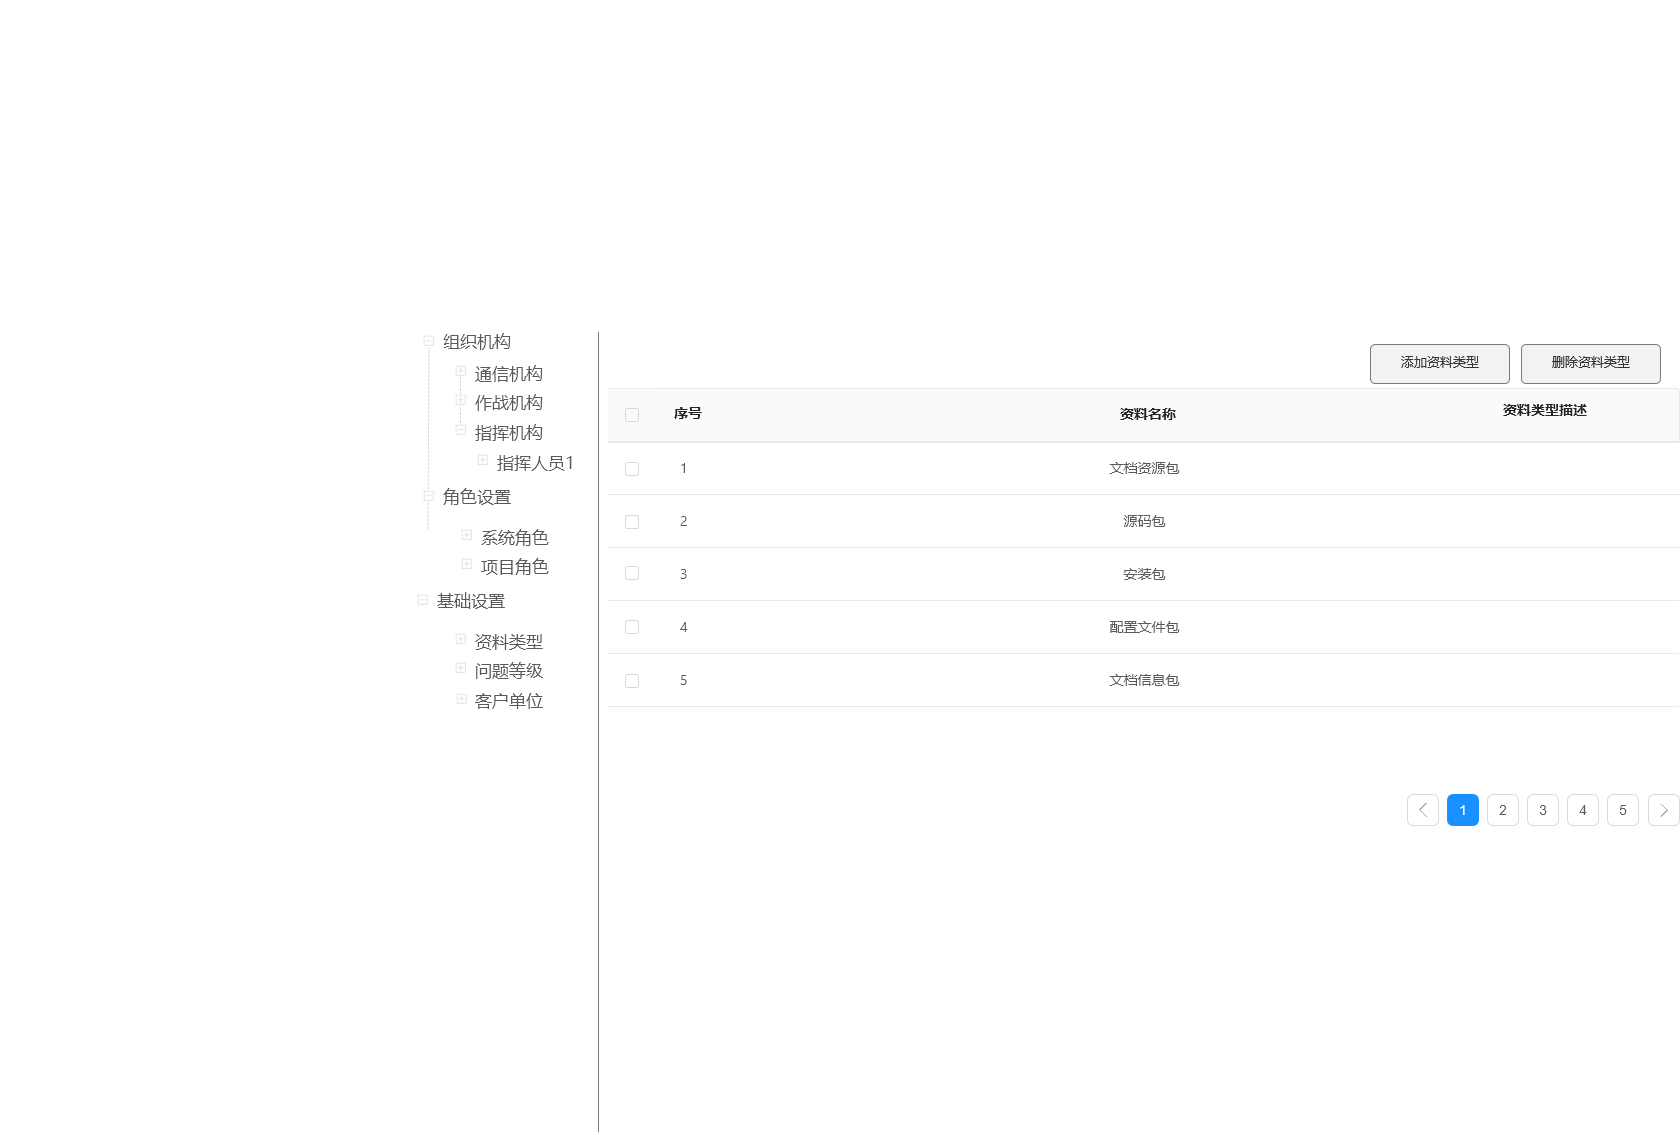 组织机构
通信机构
作战机构
指挥机构
指挥人员1
角色设置
系统角色
项目角色
基础设置
资料类型
问题等级
客户单位
添加资料类型 删除资料类型
序号 资料名称 资料类型描述
1 文档资源包
2 源码包
3 安装包
4 配置文件包
5 文档信息包
1 2 3 4 5